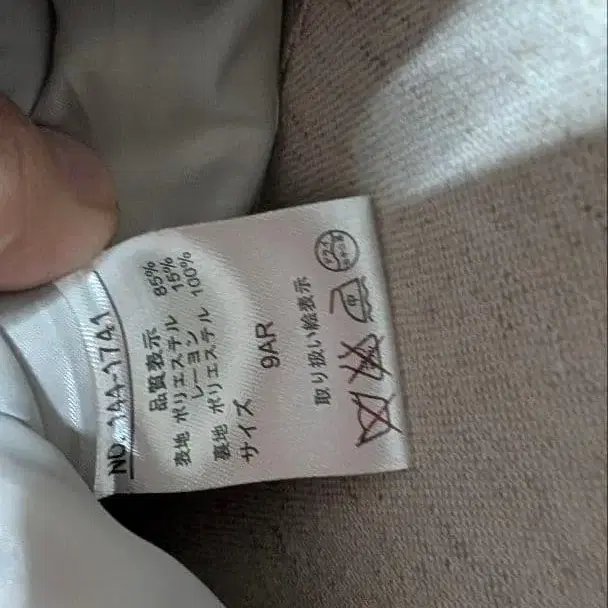 NO. 144-1741
品質表示
表地 ポリエステル 85%
レーヨン 15%
裏地 ポリエステル 100%
サイズ 9AR
取り扱い絵表示